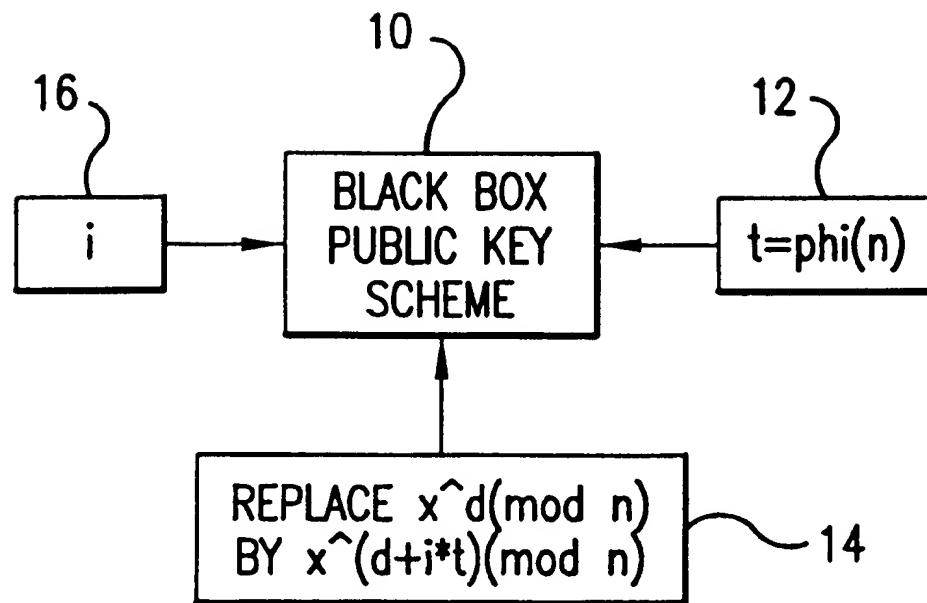 10
16
12
BLACK BOX
PUBLIC KEY
SCHEME
i
t=phi(n)
REPLACE x^d(mod n)
BY x^(d+i*t)(mod n)
14